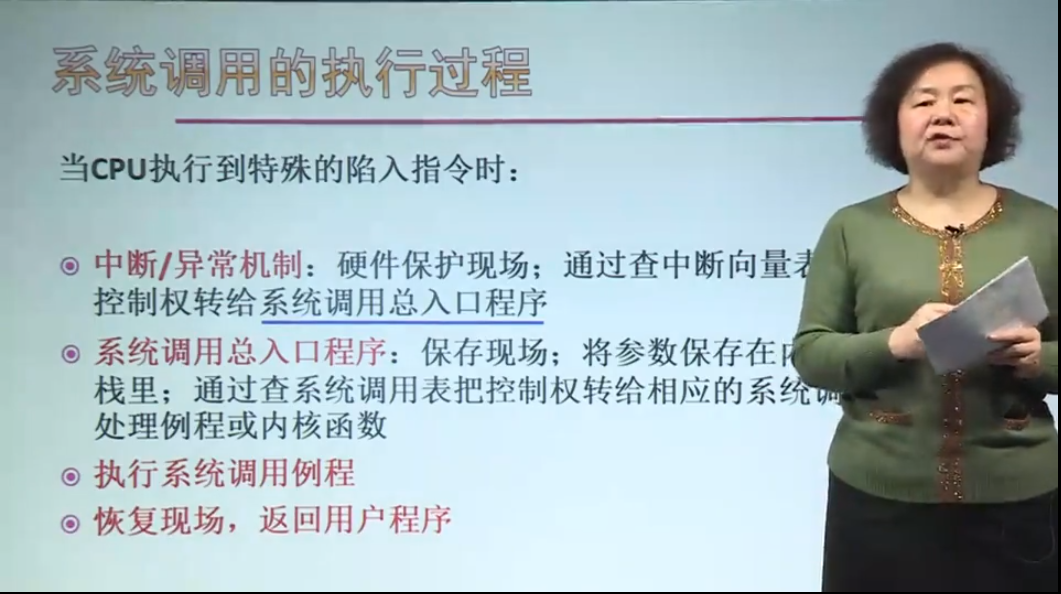 系统调用的执行过程
当CPU执行到特殊的陷入指令时：
中断/异常机制：硬件保护现场；通过查中断向量表
控制权转给系统调用总入口程序
系统调用总入口程序：保存现场；将参数保存在内
栈里；通过查系统调用表把控制权转给相应的系统调
处理例程或内核函数
执行系统调用例程
恢复现场，返回用户程序